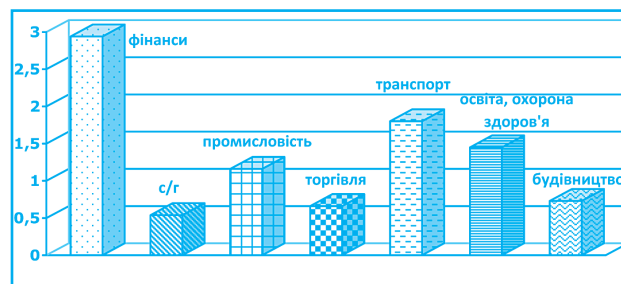 3
2,5
2
1,5
1
0,5
0
фінанси
с/г
промисловість
торгівля
транспорт
освіта, охорона
здоров'я
будівництво